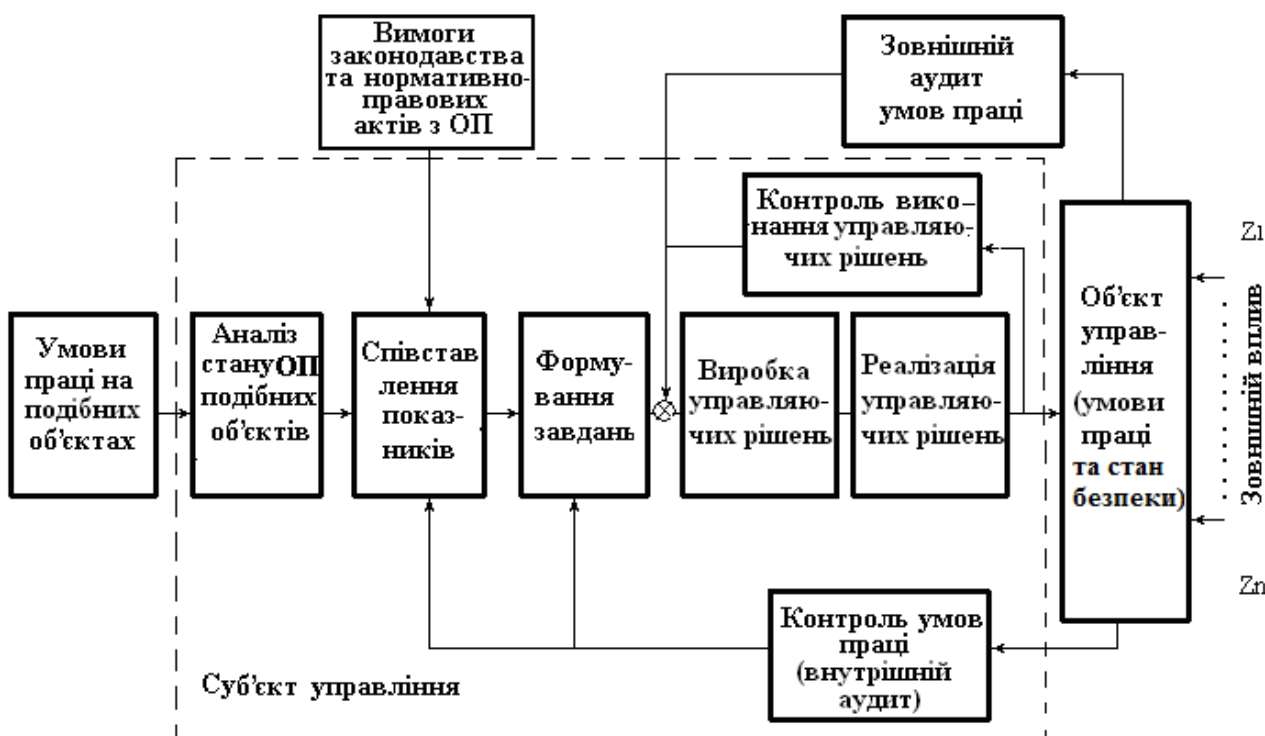 Вимоги
законодавства
та нормативно-
правових
актів з ОП
Зовнішній
аудит
умов праці
Контроль вико-
нання управляю-
чих рішень
Z1
Умови
праці на
подібних
об'єктах
Аналіз
стану ОП
подібних
об'єктів
Співстав
лення
показ-
ників
Форму-
вання
завдань
Виробка
управляю-
чих рішень
Реалізація
управляю-
чих рішень
Об'єкт
управ-
ління
(умови
праці
та стан
безпеки)
Зовнішній вплив
Zn
Контроль умов
праці
(внутрішній
аудит)
Суб'єкт управління